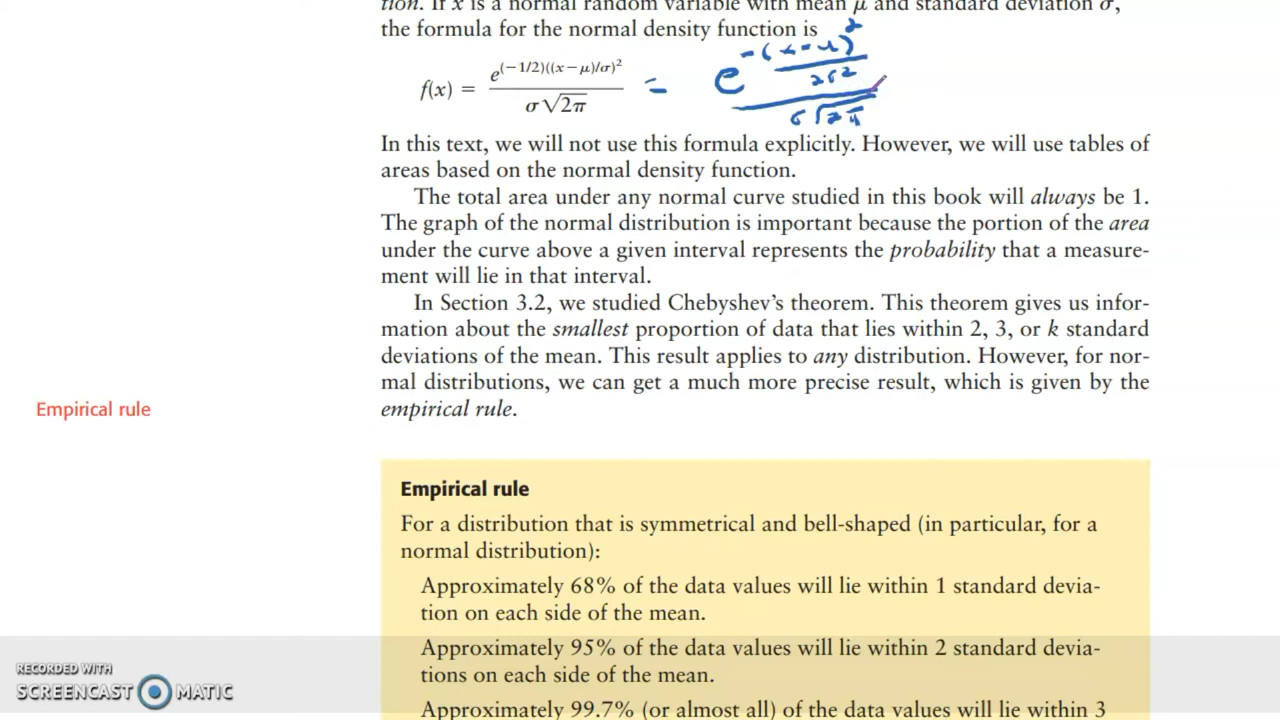 tion. If x is a normal random variable with mean μ and standard deviation σ,
the formula for the normal density function is
f(x) = e^(−1/2)((x−μ)/σ)² / σ√2π = e^−(x−μ)²/2σ² / σ√2π
In this text, we will not use this formula explicitly. However, we will use tables of
areas based on the normal density function.
The total area under any normal curve studied in this book will always be 1.
The graph of the normal distribution is important because the portion of the area
under the curve above a given interval represents the probability that a measure-
ment will lie in that interval.
In Section 3.2, we studied Chebyshev's theorem. This theorem gives us infor-
mation about the smallest proportion of data that lies within 2, 3, or k standard
deviations of the mean. This result applies to any distribution. However, for nor-
mal distributions, we can get a much more precise result, which is given by the
Empirical rule
empirical rule.
Empirical rule
For a distribution that is symmetrical and bell-shaped (in particular, for a
normal distribution):
Approximately 68% of the data values will lie within 1 standard devia-
tion on each side of the mean.
Approximately 95% of the data values will lie within 2 standard devia-
tions on each side of the mean.
Approximately 99.7% (or almost all) of the data values will lie within 3
RECORDED WITH
SCREENCAST MATIC